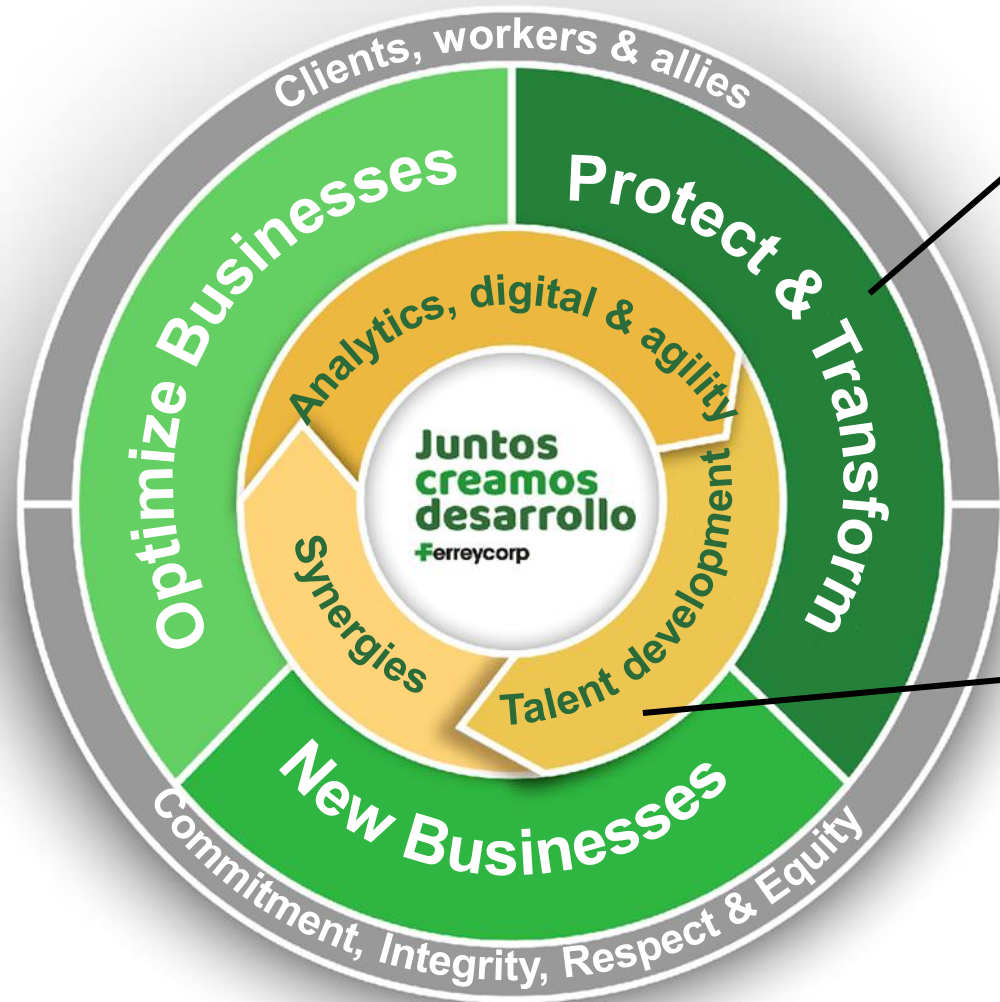 Clients, workers & allies
Optimize Businesses
Protect & Transform
Analytics, digital & agility
Juntos
creamos
desarrollo
Ferreycorp
Talent development
Synergies
New Businesses
Commitment, Integrity, Respect & Equity